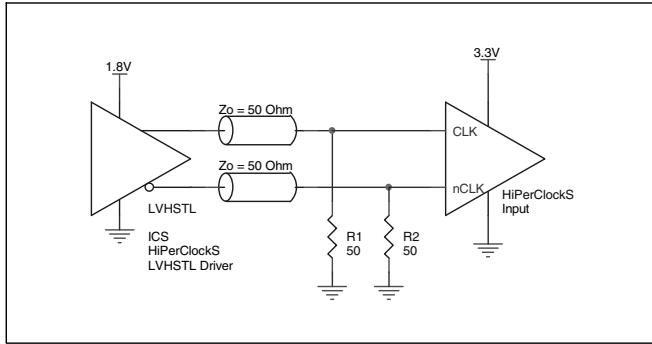 1.8V
3.3V
Zo = 50 Ohm
CLK
Zo = 50 Ohm
nCLK
HiPerClockS
Input
LVHSTL
ICS
HiPerClockS
LVHSTL Driver
R1
50
R2
50